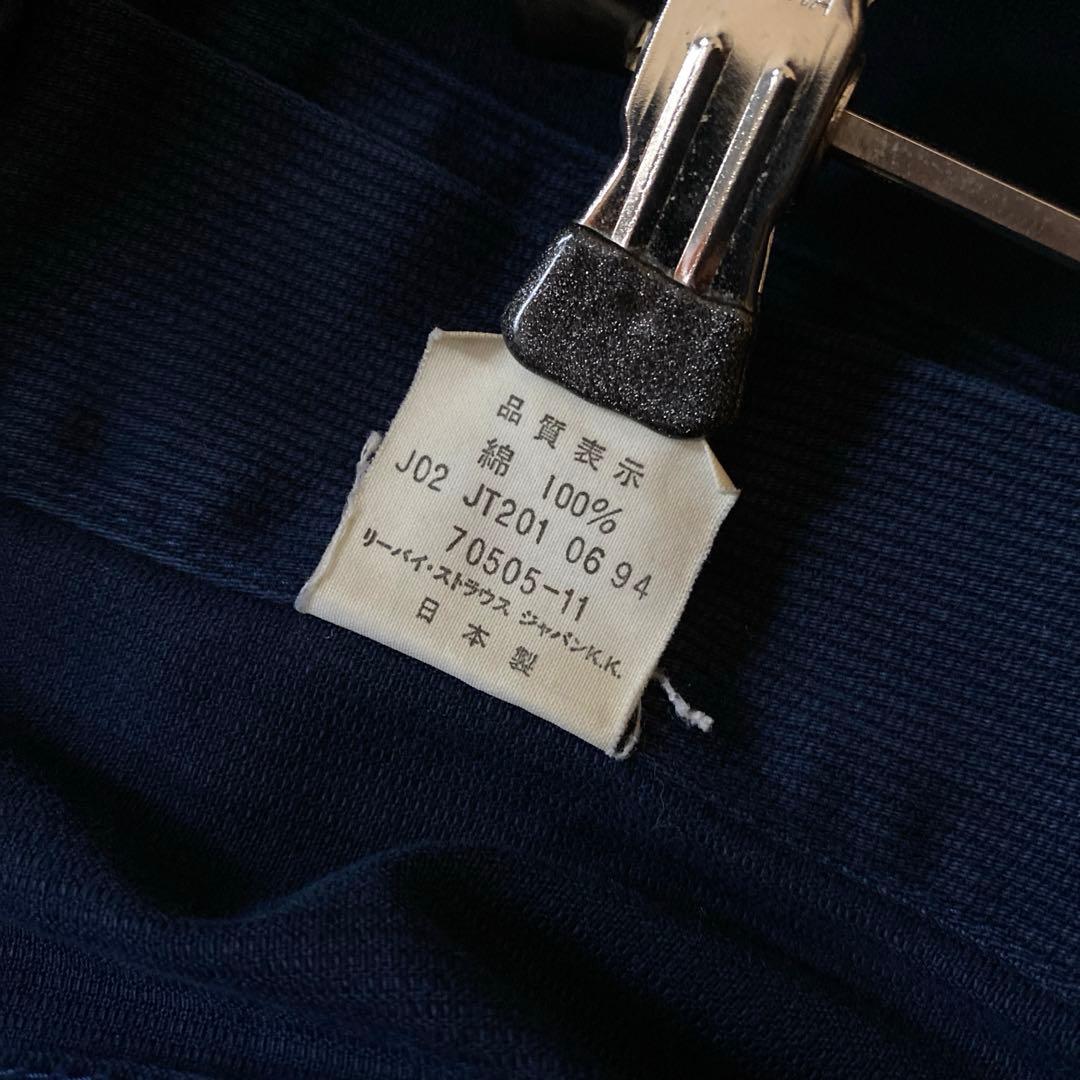 品質表示
綿 100%
J02 JT201 06 94
70505-11
リーバイ・ストラウス ジャパンK.K.
日本製